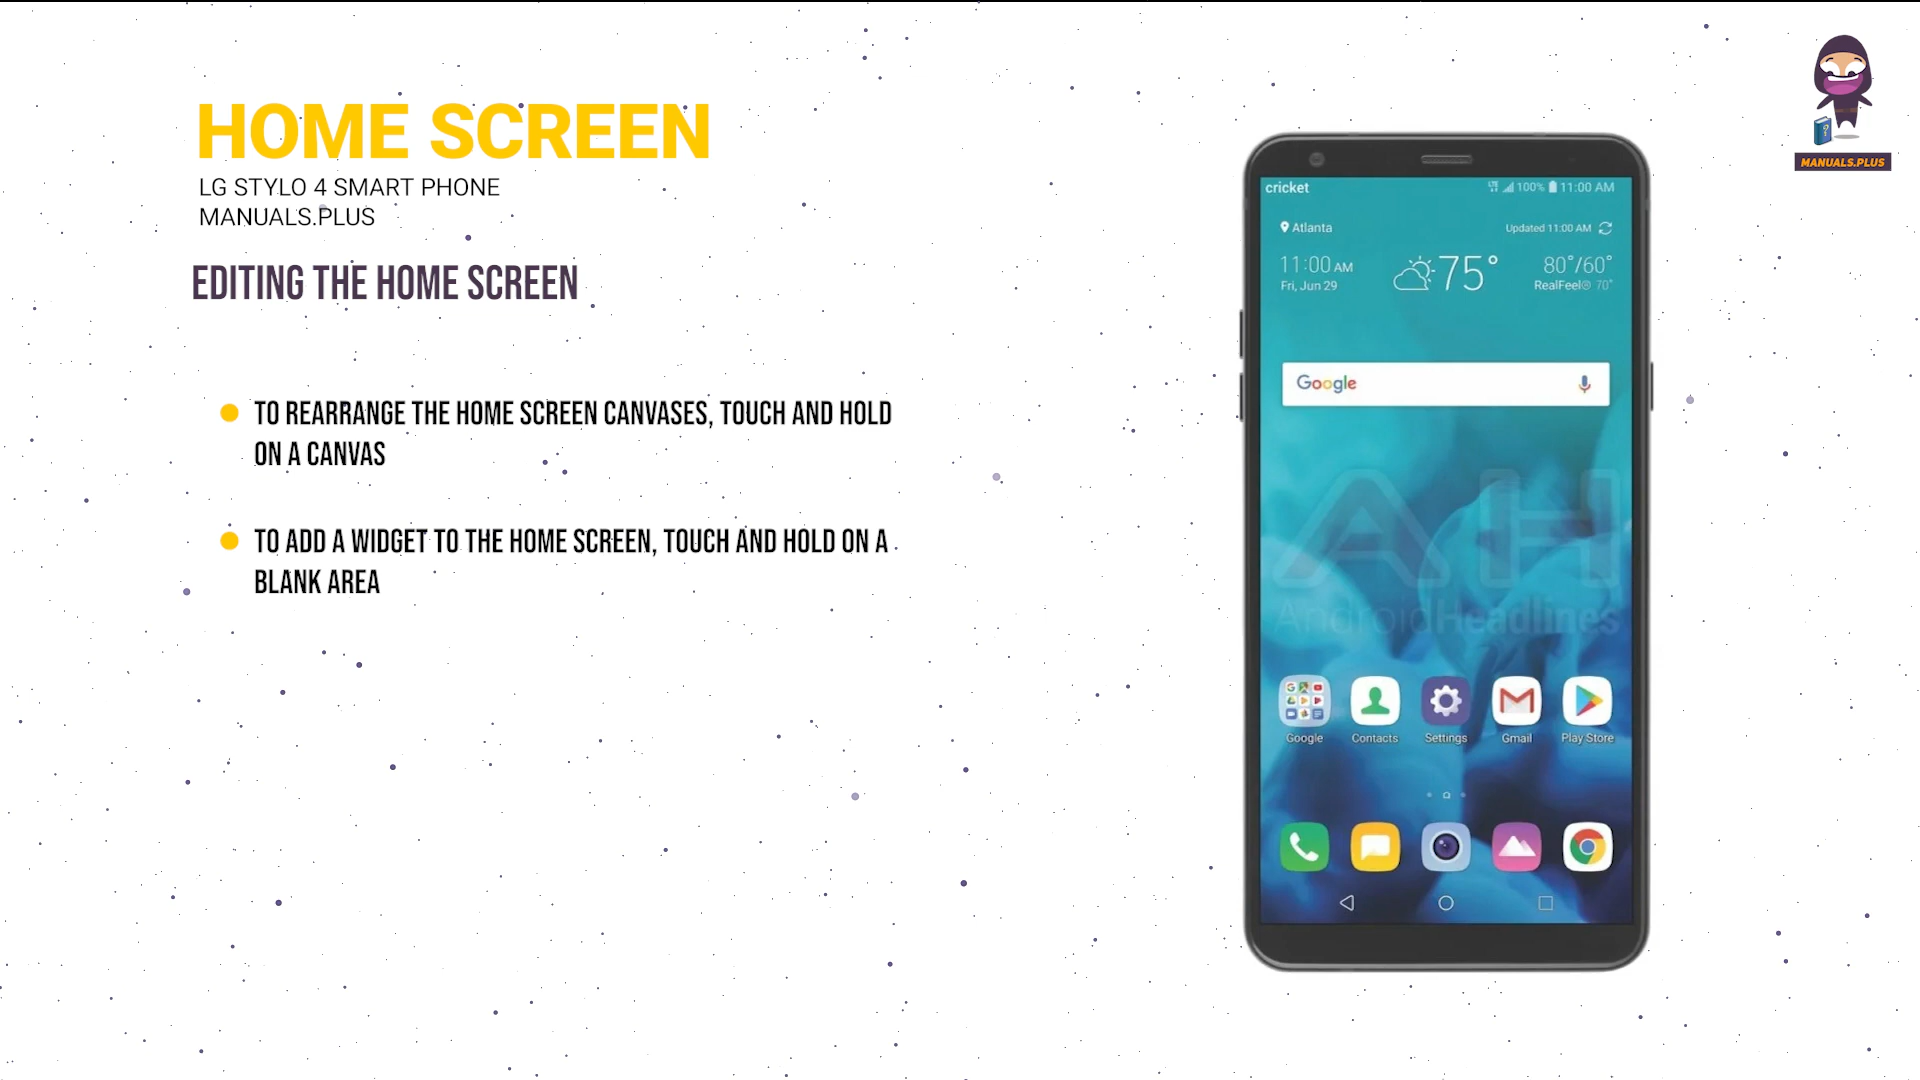 HOME SCREEN
LG STYLO 4 SMART PHONE
MANUALS.PLUS
EDITING THE HOME SCREEN
TO REARRANGE THE HOME SCREEN CANVASES, TOUCH AND HOLD
ON A CANVAS
TO ADD A WIDGET TO THE HOME SCREEN, TOUCH AND HOLD ON A
BLANK AREA
MANUALS.PLUS
cricket LTE 100% 11:00 AM
Atlanta Updated 11:00 AM
11:00 AM 75° 80°/60°
Fri, Jun 29 RealFeel® 70°
Google
AH
AndroidHeadlines
Google Contacts Settings Gmail Play Store